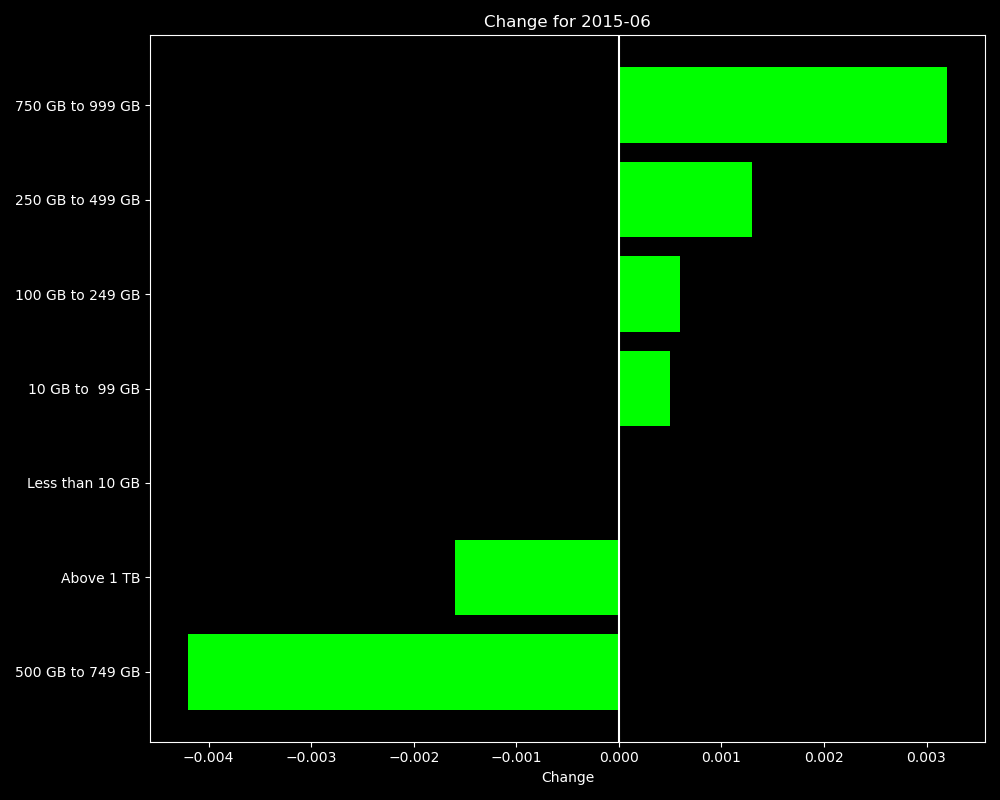 Change for 2015-06
750 GB to 999 GB
250 GB to 499 GB
100 GB to 249 GB
10 GB to  99 GB
Less than 10 GB
Above 1 TB
500 GB to 749 GB
−0.004 −0.003 −0.002 −0.001 0.000 0.001 0.002 0.003
Change